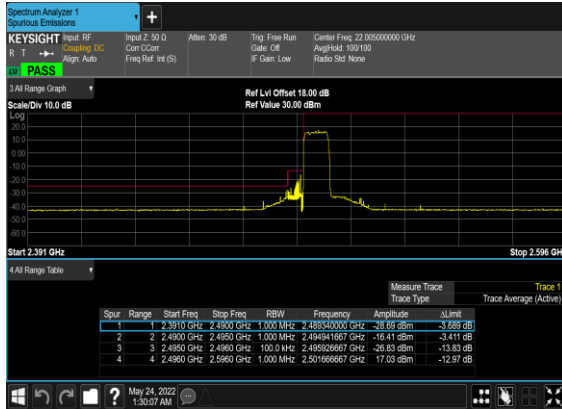 Spectrum Analyzer 1
Spurious Emissions
KEYSIGHT Input: RF Input Z: 50 Ω Atten: 30 dB Trig: Free Run Center Freq: 22.005000000 GHz
R T Coupling: DC Corr CCorr Gate: Off Avg|Hold: 100/100
Align: Auto Freq Ref: Int (S) IF Gain: Low Radio Std: None
PASS
3 All Range Graph
Ref Lvl Offset 18.00 dB
Scale/Div 10.0 dB Ref Value 30.00 dBm
Log
20.0
10.0
0.00
-10.0
-20.0
-30.0
-40.0
-50.0
-60.0
Start 2.391 GHz Stop 2.596 GH
4 All Range Table
Measure Trace Trace 1
Trace Type Trace Average (Active)
Spur Range Start Freq Stop Freq RBW Frequency Amplitude ΔLimit
1 1 2.3910 GHz 2.4900 GHz 1.000 MHz 2.489340000 GHz -28.69 dBm -3.689 dB
2 2 2.4900 GHz 2.4950 GHz 1.000 MHz 2.494941667 GHz -16.41 dBm -3.411 dB
3 3 2.4950 GHz 2.4960 GHz 100.0 kHz 2.495926667 GHz -26.83 dBm -13.83 dB
4 4 2.4960 GHz 2.5960 GHz 1.000 MHz 2.501666667 GHz 17.03 dBm -12.97 dB
May 24, 2022
1:30:07 AM